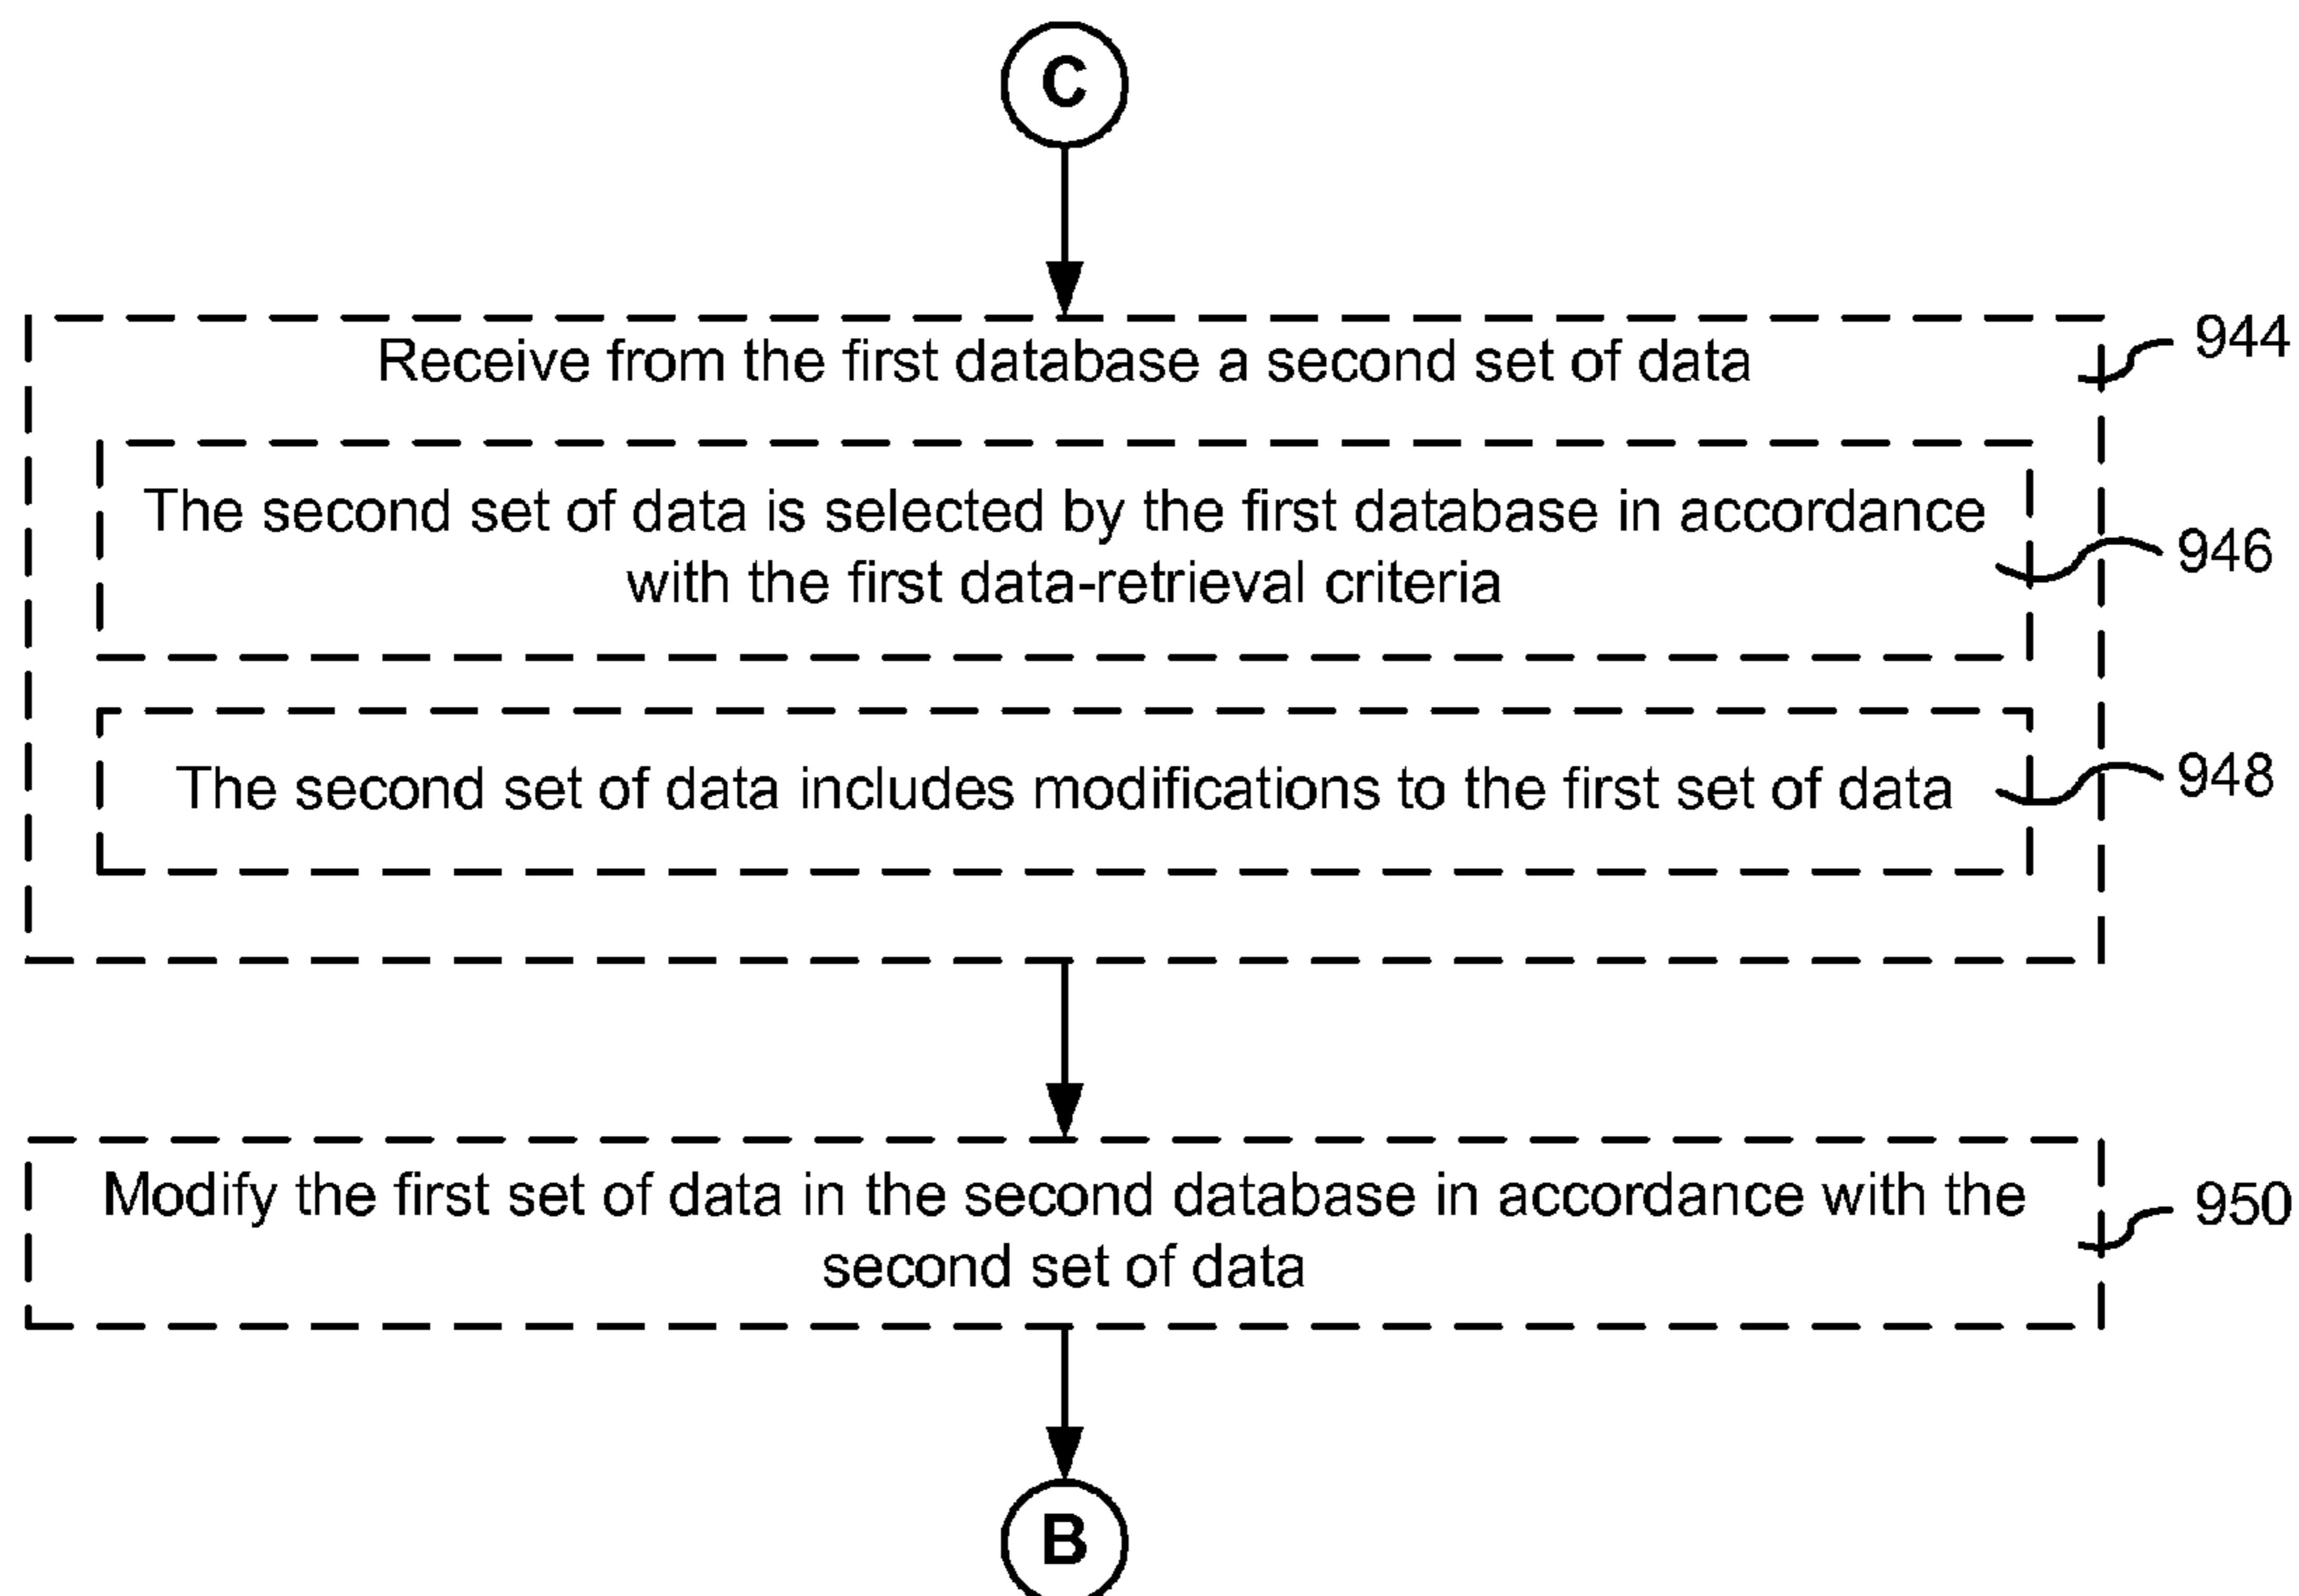 C
Receive from the first database a second set of data
944
The second set of data is selected by the first database in accordance
with the first data-retrieval criteria
946
The second set of data includes modifications to the first set of data
948
Modify the first set of data in the second database in accordance with the
second set of data
950
B